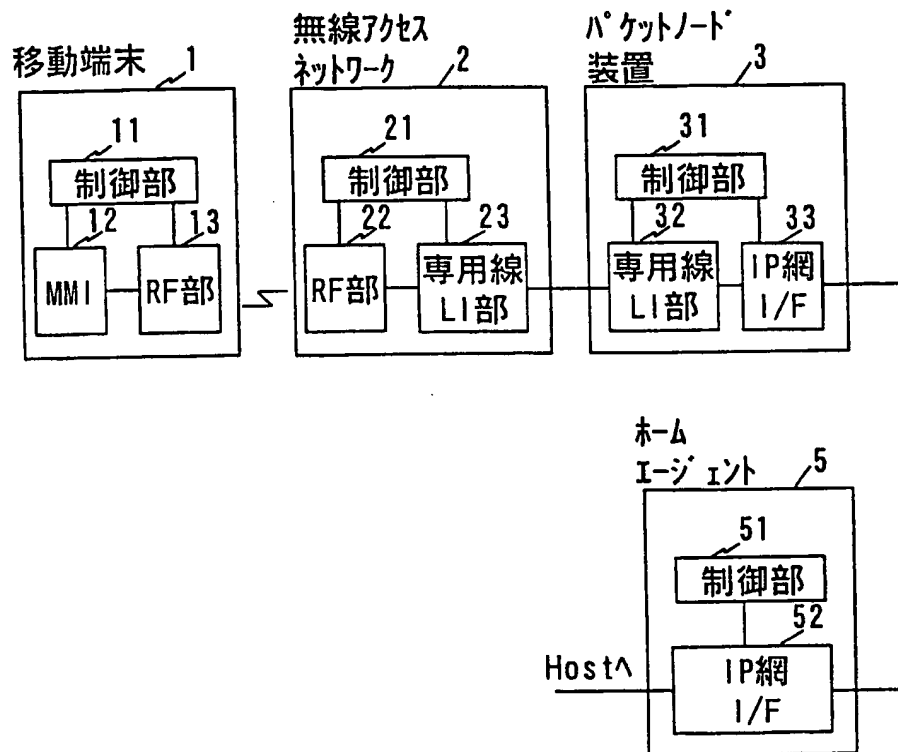 移動端末
1
無線アクセス
ネットワーク
2
パケットノード
装置
3
11
制御部
12
13
MMI
RF部
21
制御部
22
23
RF部
専用線
LI部
31
制御部
32
33
専用線
LI部
IP網
I/F
ホーム
エージェント
5
51
制御部
52
IP網
I/F
Hostへ